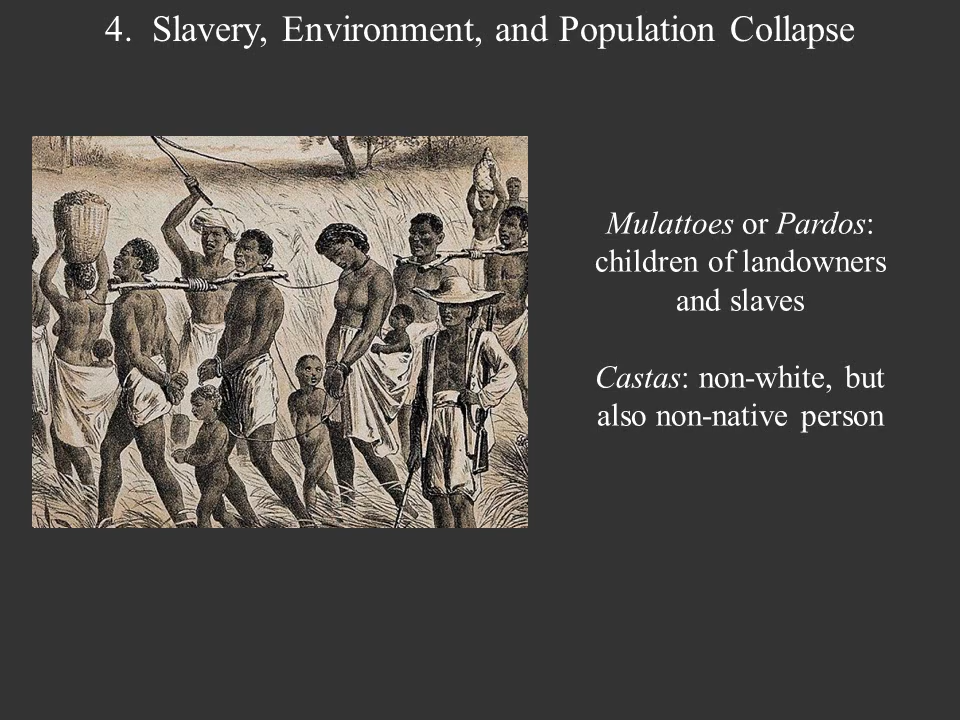 4. Slavery, Environment, and Population Collapse
Mulattoes or Pardos:
children of landowners
and slaves
Castas: non-white, but
also non-native person